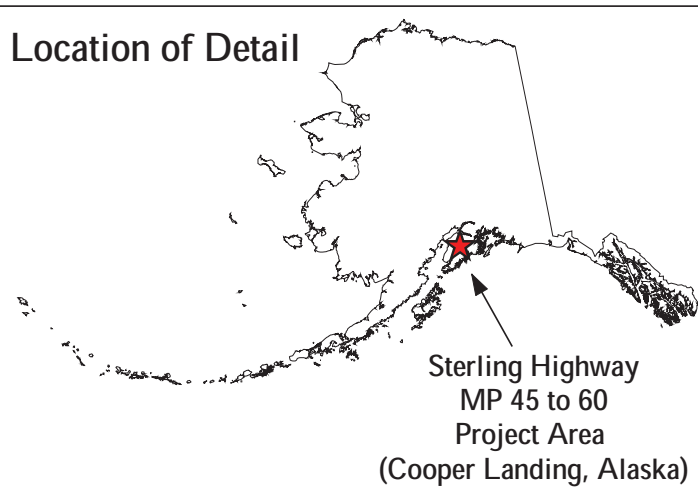 Location of Detail
Sterling Highway
MP 45 to 60
Project Area
(Cooper Landing, Alaska)